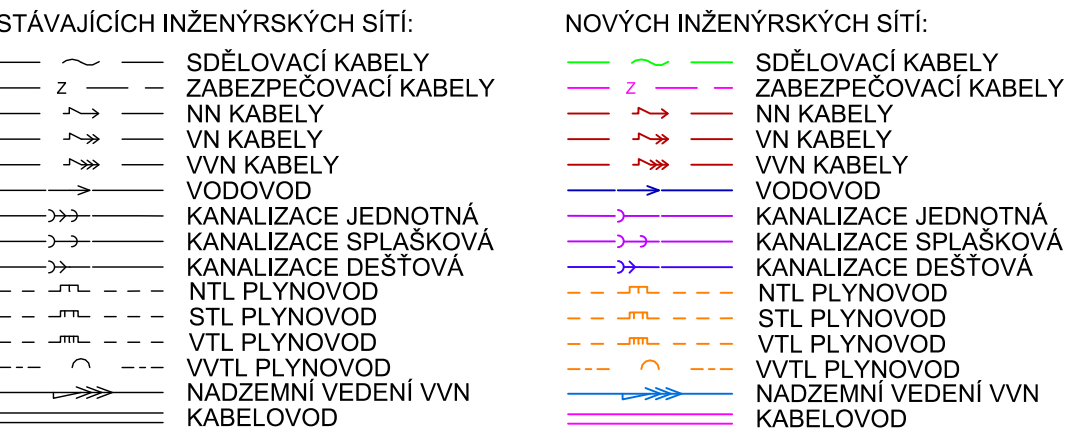 STÁVAJÍCÍCH INŽENÝRSKÝCH SÍTÍ:
SDĚLOVACÍ KABELY
Z ZABEZPEČOVACÍ KABELY
NN KABELY
VN KABELY
VVN KABELY
VODOVOD
KANALIZACE JEDNOTNÁ
KANALIZACE SPLAŠKOVÁ
KANALIZACE DEŠŤOVÁ
NTL PLYNOVOD
STL PLYNOVOD
VTL PLYNOVOD
VVTL PLYNOVOD
NADZEMNÍ VEDENÍ VVN
KABELOVOD
NOVÝCH INŽENÝRSKÝCH SÍTÍ:
SDĚLOVACÍ KABELY
Z ZABEZPEČOVACÍ KABELY
NN KABELY
VN KABELY
VVN KABELY
VODOVOD
KANALIZACE JEDNOTNÁ
KANALIZACE SPLAŠKOVÁ
KANALIZACE DEŠŤOVÁ
NTL PLYNOVOD
STL PLYNOVOD
VTL PLYNOVOD
VVTL PLYNOVOD
NADZEMNÍ VEDENÍ VVN
KABELOVOD